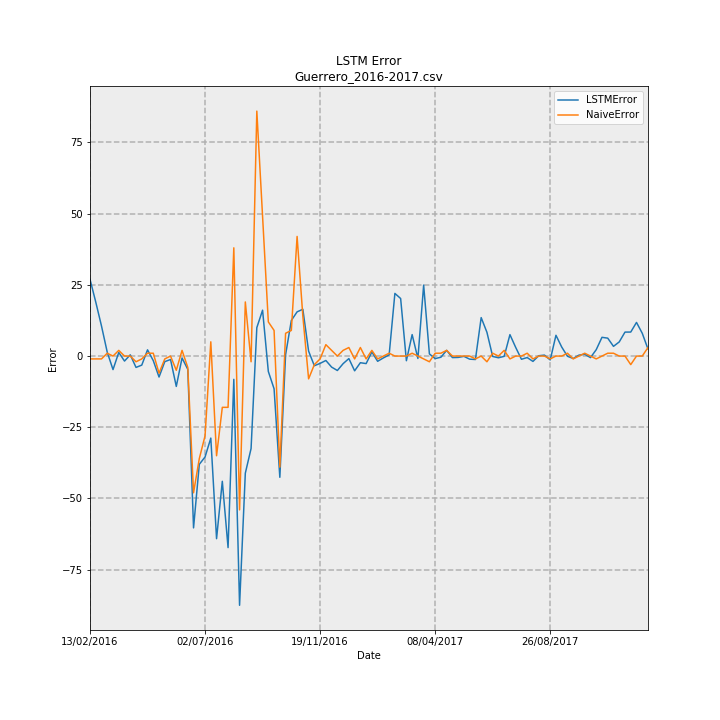 LSTM Error
Guerrero_2016-2017.csv
LSTMError
NaiveError
75
50
25
0
−25
−50
−75
Error
13/02/2016
02/07/2016
19/11/2016
08/04/2017
26/08/2017
Date